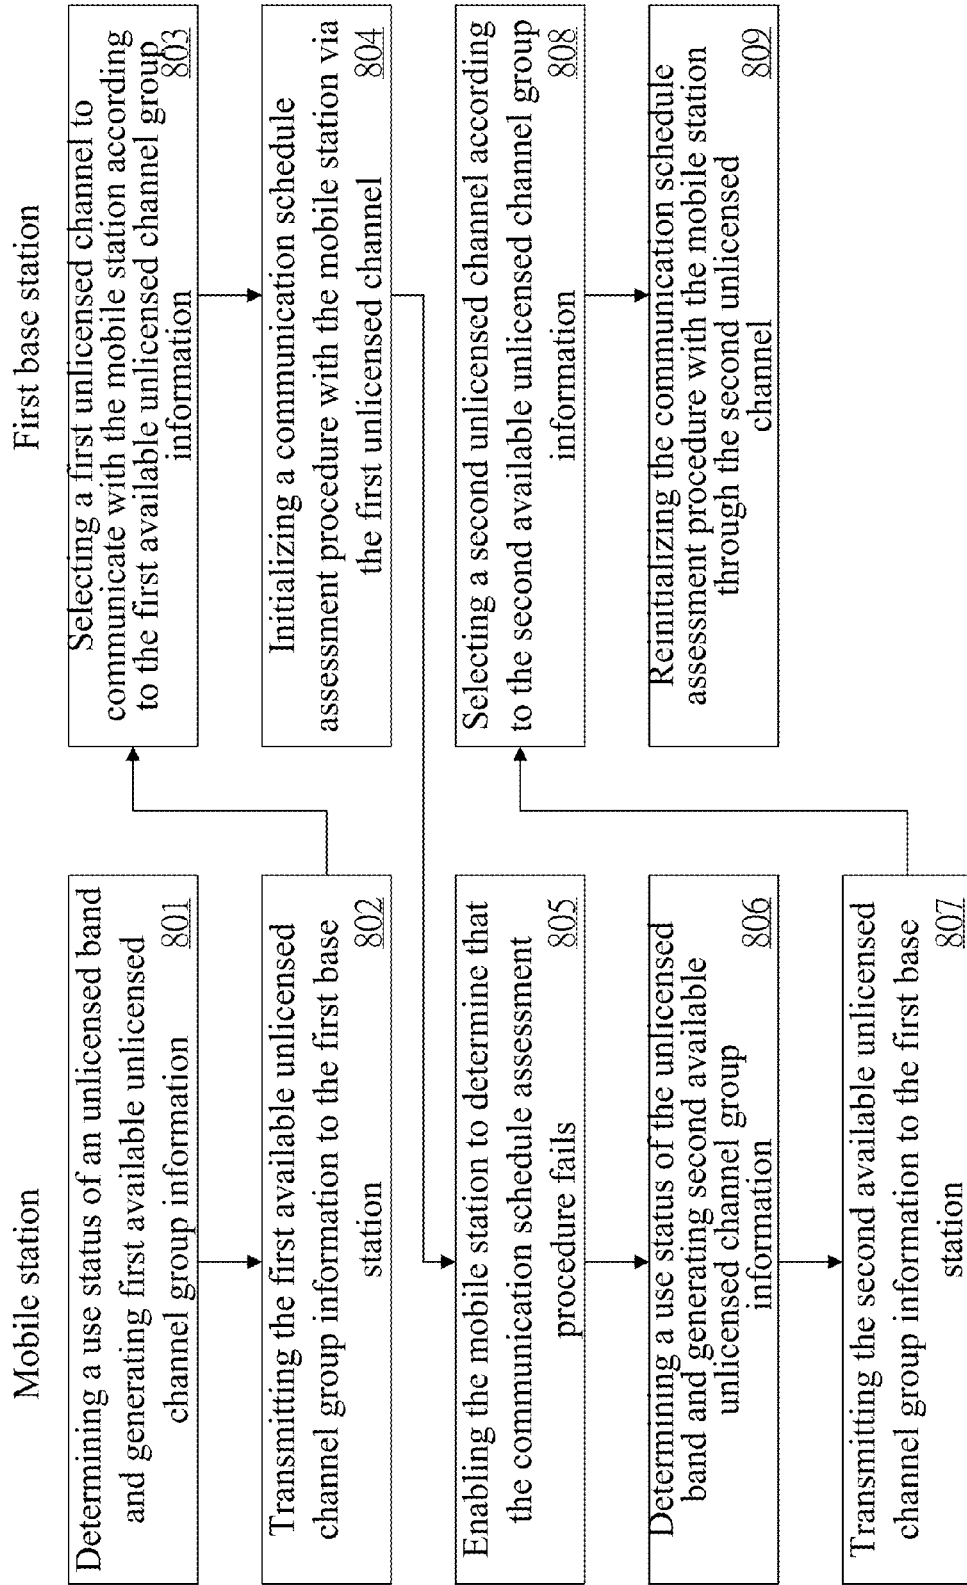 Mobile station
First base station
Determining a use status of an unlicensed band
and generating first available unlicensed
channel group information
801
Transmitting the first available unlicensed
channel group information to the first base
station
802
Selecting a first unlicensed channel to
communicate with the mobile station according
to the first available unlicensed channel group
information
803
Initializing a communication schedule
assessment procedure with the mobile station via
the first unlicensed channel
804
Enabling the mobile station to determine that
the communication schedule assessment
procedure fails
805
Determining a use status of the unlicensed
band and generating second available
unlicensed channel group
information
806
Transmitting the second available unlicensed
channel group information to the first base
station
807
Selecting a second unlicensed channel according
to the second available unlicensed channel group
information
808
Reinitializing the communication schedule
assessment procedure with the mobile station
through the second unlicensed
channel
809